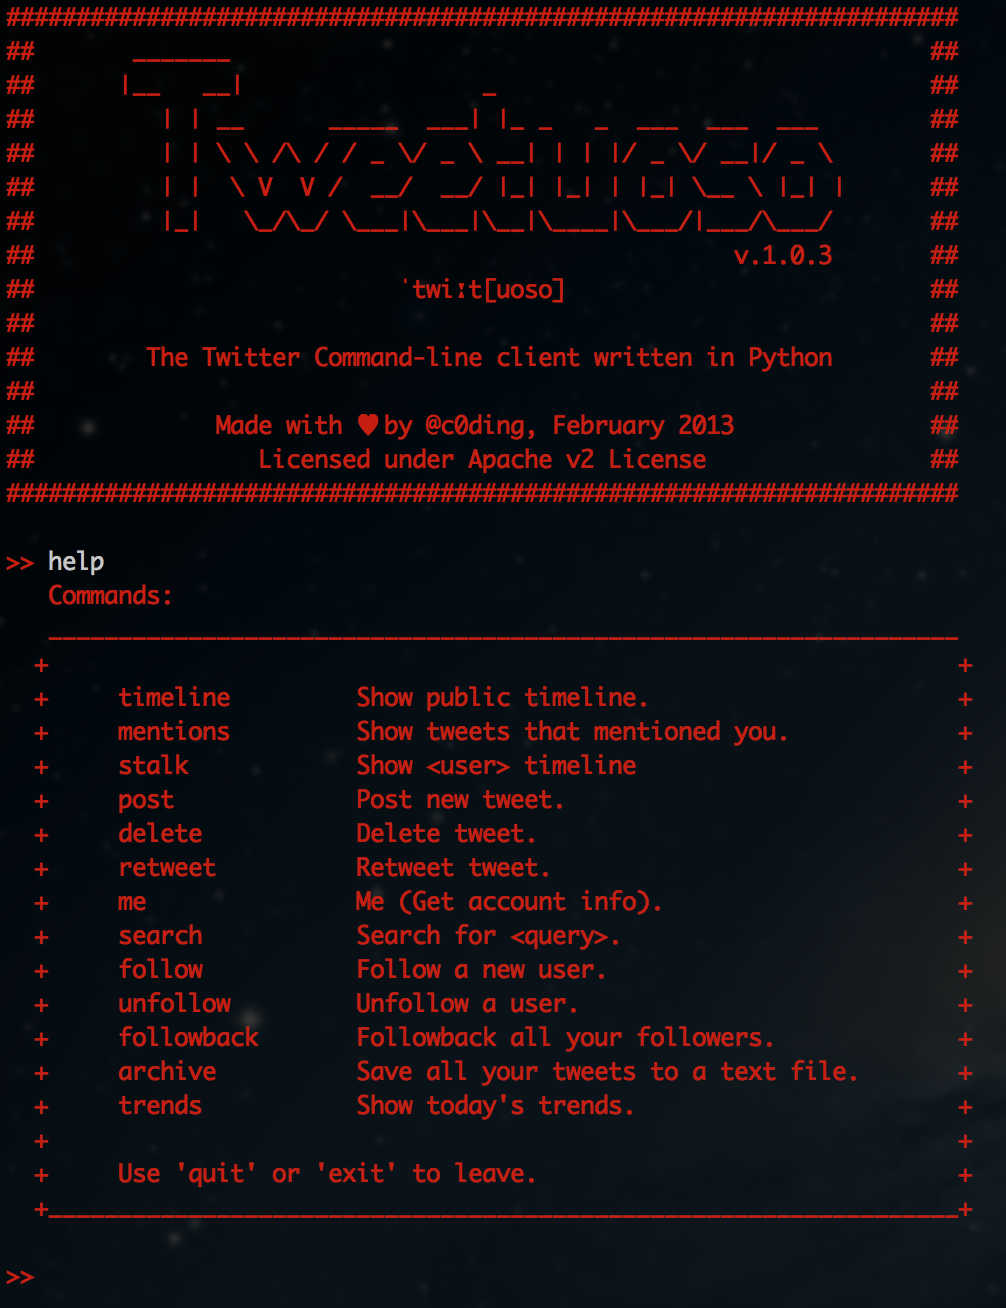 Tweetuoso
v.1.0.3
ˈtwiːt[uoso]
The Twitter Command-line client written in Python
Made with ♥ by @c0ding, February 2013
Licensed under Apache v2 License
>> help
Commands:
timeline Show public timeline.
mentions Show tweets that mentioned you.
stalk Show <user> timeline
post Post new tweet.
delete Delete tweet.
retweet Retweet tweet.
me Me (Get account info).
search Search for <query>.
follow Follow a new user.
unfollow Unfollow a user.
followback Followback all your followers.
archive Save all your tweets to a text file.
trends Show today's trends.
Use 'quit' or 'exit' to leave.
>>